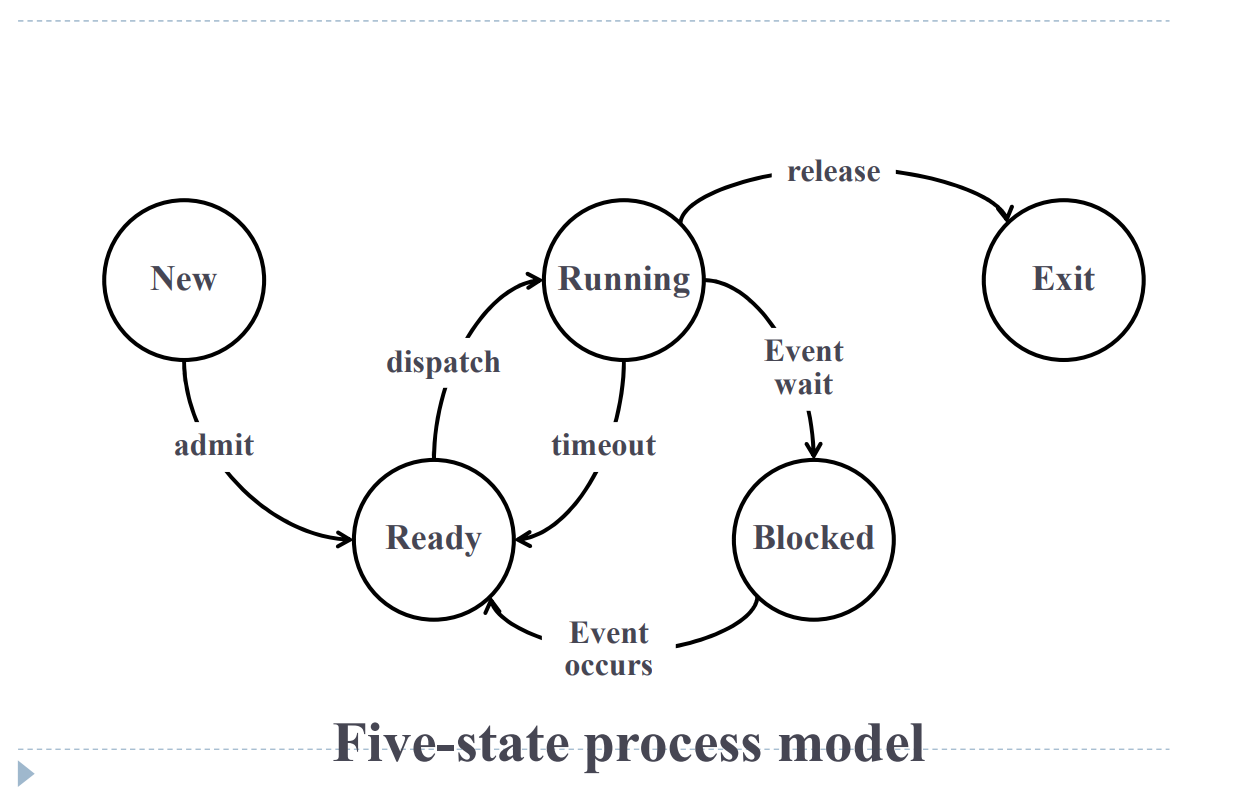 release
New
Running
Exit
Event
wait
dispatch
admit
timeout
Ready
Blocked
Event
occurs
Five-state process model